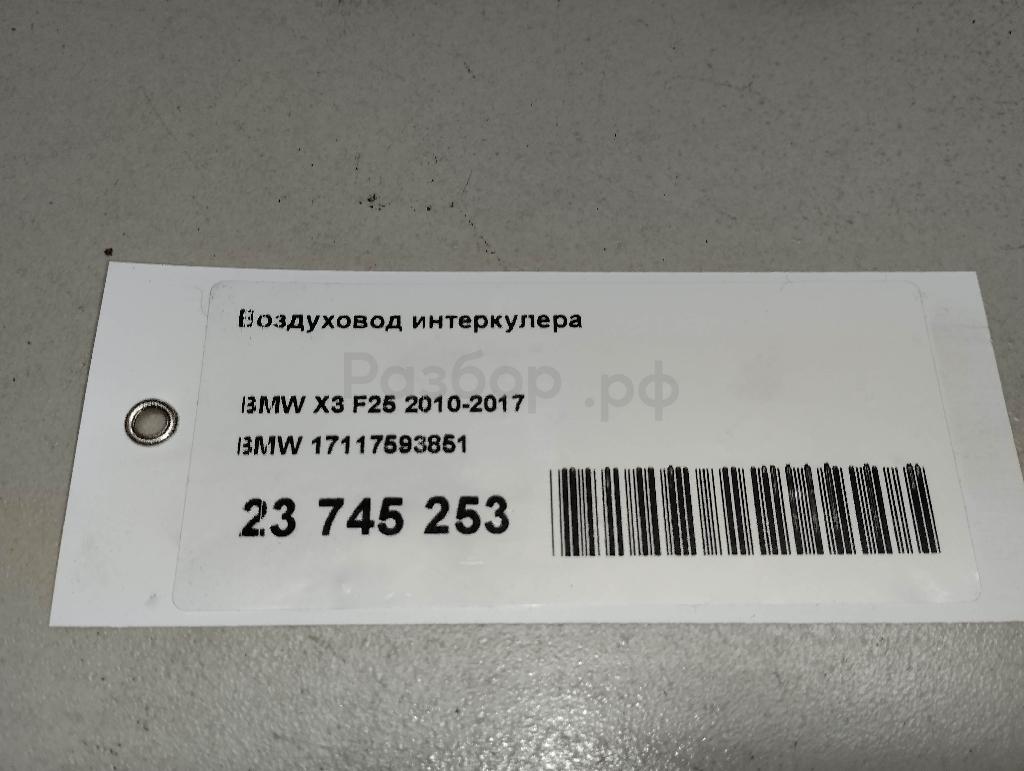 Воздуховод интеркулера
Разбор.рф
BMW X3 F25 2010-2017
BMW 17117593851
23 745 253